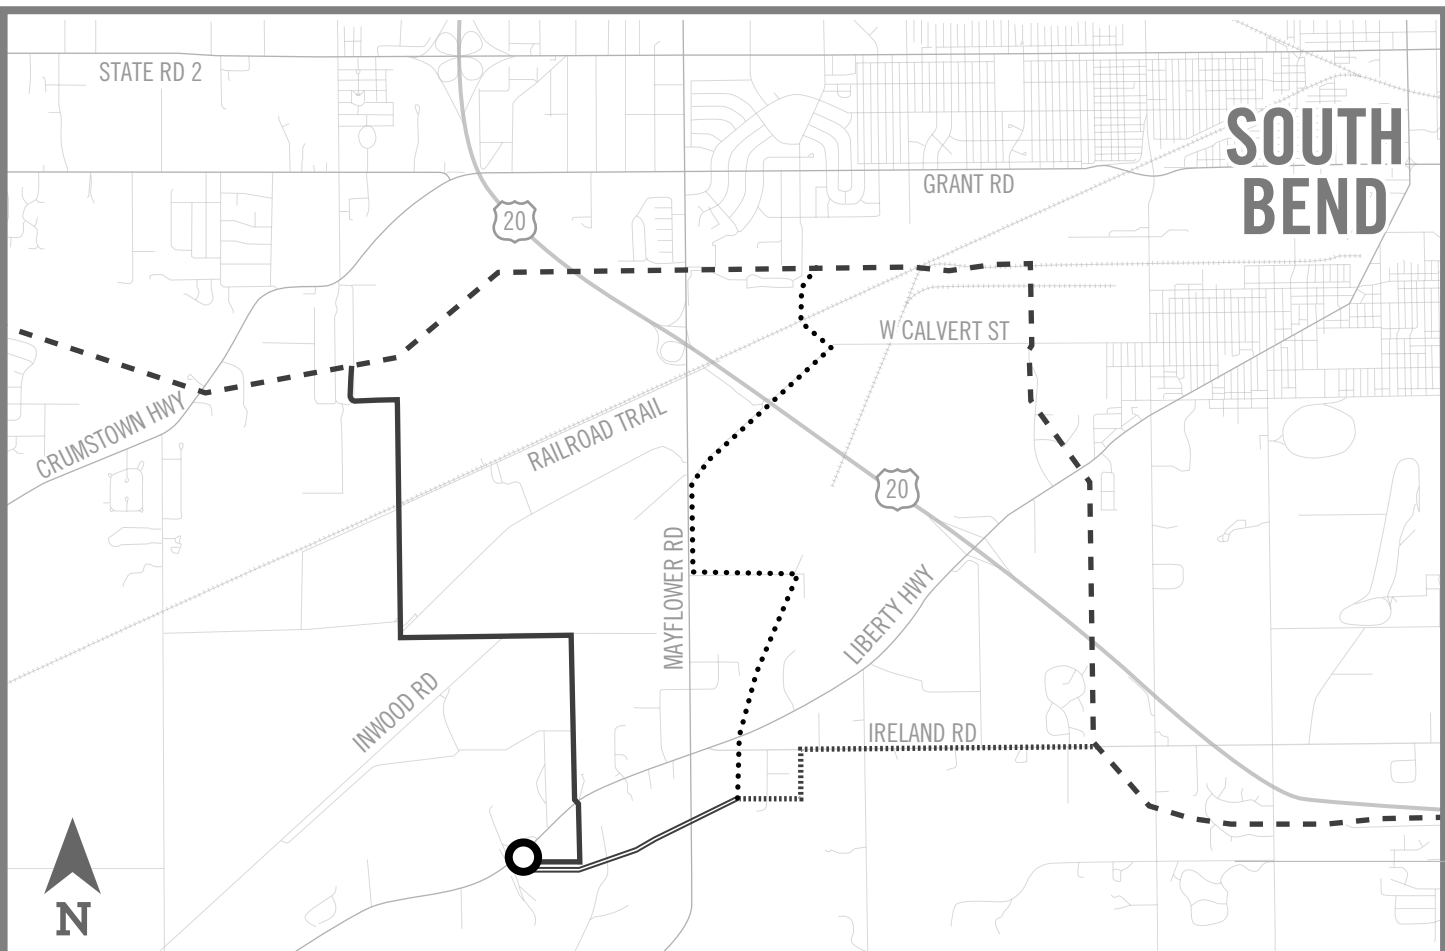 STATE RD 2
SOUTH
BEND
GRANT RD
20
W CALVERT ST
CRUMSTOWN HWY
RAILROAD TRAIL
20
MAYFLOWER RD
LIBERTY HWY
INWOOD RD
IRELAND RD
N